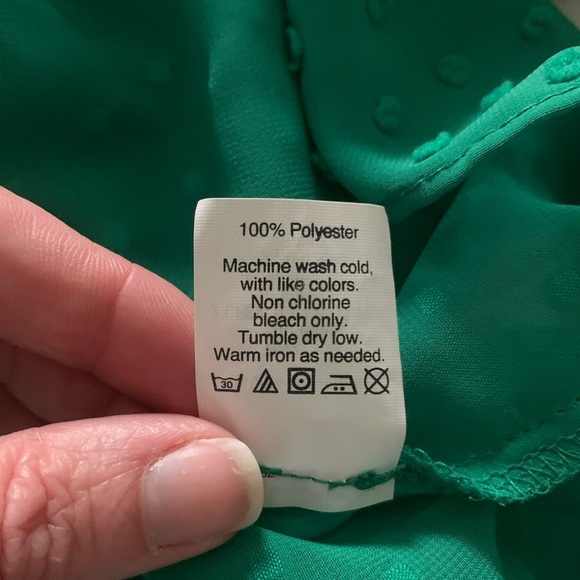 100% Polyester
Machine wash cold,
with like colors.
Non chlorine
bleach only.
Tumble dry low.
Warm iron as needed.
30